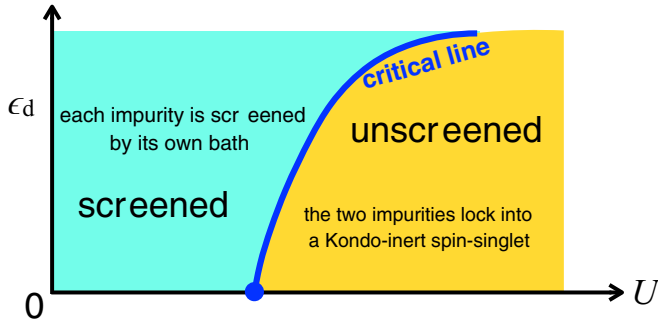 critical line
ϵd
each impurity is scr eened
by its own bath
unscreened
screened
the two impurities lock into
a Kondo-inert spin-singlet
0
U